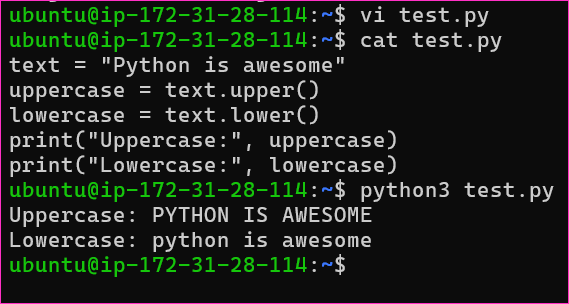 ubuntu@ip-172-31-28-114:~$ vi test.py
ubuntu@ip-172-31-28-114:~$ cat test.py
text = "Python is awesome"
uppercase = text.upper()
lowercase = text.lower()
print("Uppercase:", uppercase)
print("Lowercase:", lowercase)
ubuntu@ip-172-31-28-114:~$ python3 test.py
Uppercase: PYTHON IS AWESOME
Lowercase: python is awesome
ubuntu@ip-172-31-28-114:~$